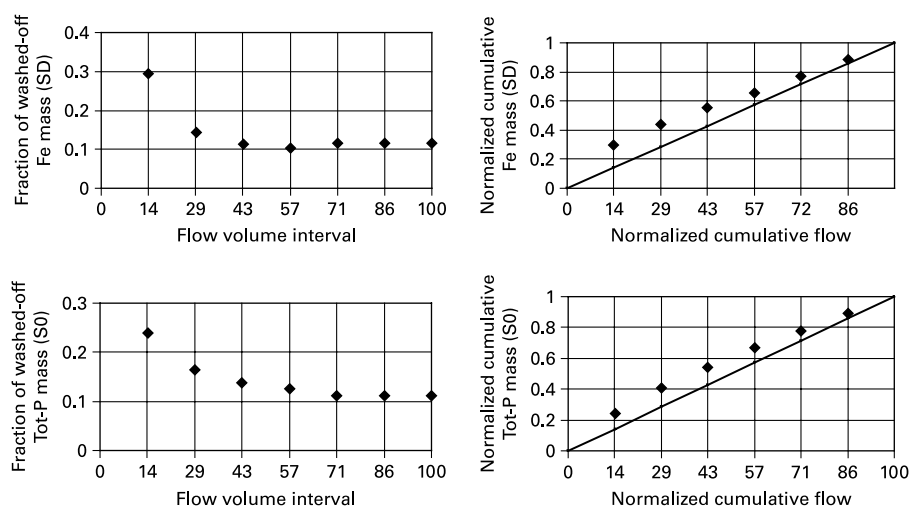 Fraction of washed-off
Fe mass (SD)
0.4
0.3
0.2
0.1
0
0 14 29 43 57 71 86 100
Flow volume interval
Normalized cumulative
Fe mass (SD)
1
0.8
0.6
0.4
0.2
0
0 14 29 43 57 72 86
Normalized cumulative flow
Fraction of washed-off
Tot-P mass (S0)
0.3
0.2
0.1
0
0 14 29 43 57 71 86 100
Flow volume interval
Normalized cumulative
Tot-P mass (S0)
1
0.8
0.6
0.4
0.2
0
0 14 29 43 57 71 86 100
Normalized cumulative flow